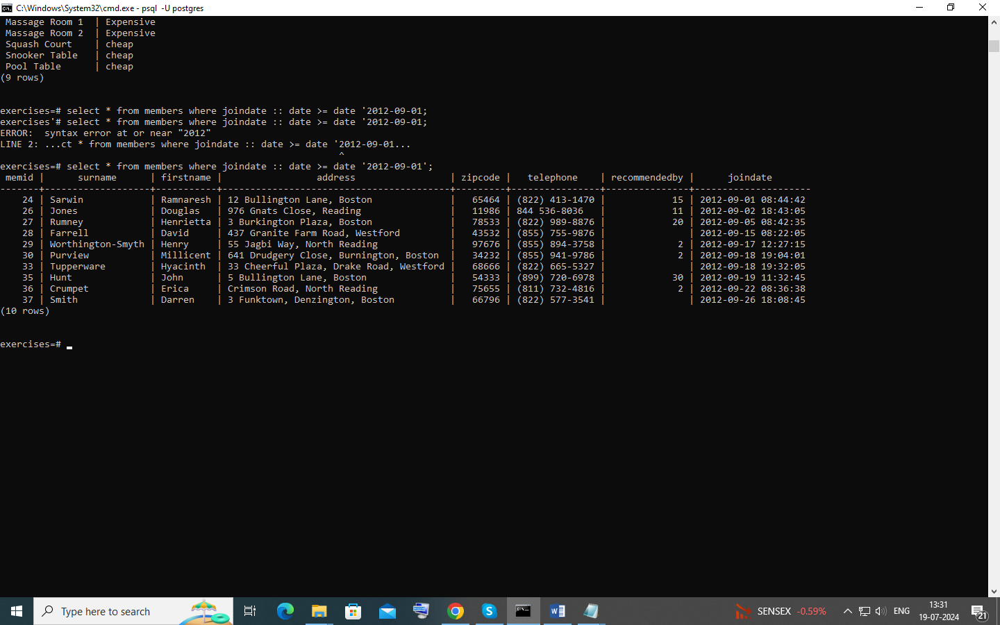 C:\Windows\System32\cmd.exe - psql  -U postgres
 Massage Room 1  | Expensive
 Massage Room 2  | Expensive
 Squash Court    | cheap
 Snooker Table   | cheap
 Pool Table      | cheap
(9 rows)
exercises=# select * from members where joindate :: date >= date '2012-09-01;
exercises'# select * from members where joindate :: date >= date '2012-09-01;
ERROR:  syntax error at or near "2012"
LINE 2: ...ct * from members where joindate :: date >= date '2012-09-01...
                                                             ^
exercises=# select * from members where joindate :: date >= date '2012-09-01';
 memid |      surname      | firstname |                 address                 | zipcode |   telephone    | recommendedby |      joindate
-------+-------------------+-----------+-----------------------------------------+---------+----------------+---------------+---------------------
    24 | Sarwin            | Ramnaresh | 12 Bullington Lane, Boston              |   65464 | (822) 413-1470 |            15 | 2012-09-01 08:44:42
    26 | Jones             | Douglas   | 976 Gnats Close, Reading                |   11986 | 844 536-8036   |            11 | 2012-09-02 18:43:05
    27 | Rumney            | Henrietta | 3 Burkington Plaza, Boston              |   78533 | (822) 989-8876 |            20 | 2012-09-05 08:42:35
    28 | Farrell           | David     | 437 Granite Farm Road, Westford         |   43532 | (855) 755-9876 |               | 2012-09-15 08:22:05
    29 | Worthington-Smyth | Henry     | 55 Jagbi Way, North Reading             |   97676 | (855) 894-3758 |             2 | 2012-09-17 12:27:15
    30 | Purview           | Millicent | 641 Drudgery Close, Burnington, Boston  |   34232 | (855) 941-9786 |             2 | 2012-09-18 19:04:01
    33 | Tupperware        | Hyacinth  | 33 Cheerful Plaza, Drake Road, Westford |   68666 | (822) 665-5327 |               | 2012-09-18 19:32:05
    35 | Hunt              | John      | 5 Bullington Lane, Boston               |   54333 | (899) 720-6978 |            30 | 2012-09-19 11:32:45
    36 | Crumpet           | Erica     | Crimson Road, North Reading             |   75655 | (811) 732-4816 |             2 | 2012-09-22 08:36:38
    37 | Smith             | Darren    | 3 Funktown, Denzington, Boston          |   66796 | (822) 577-3541 |               | 2012-09-26 18:08:45
(10 rows)
exercises=# 
Type here to search
SENSEX -0.59%
ENG
13:31
19-07-2024
21